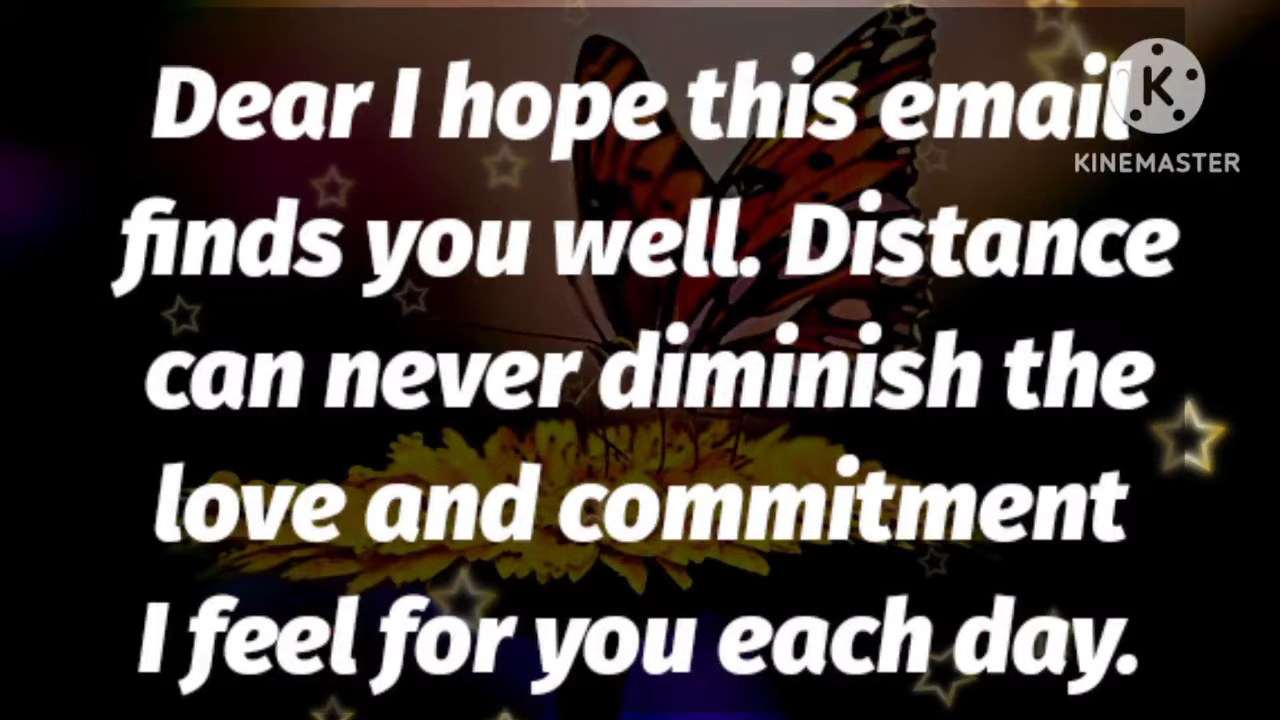 Dear I hope this email
finds you well. Distance
can never diminish the
love and commitment
I feel for you each day.
K
KINEMASTER